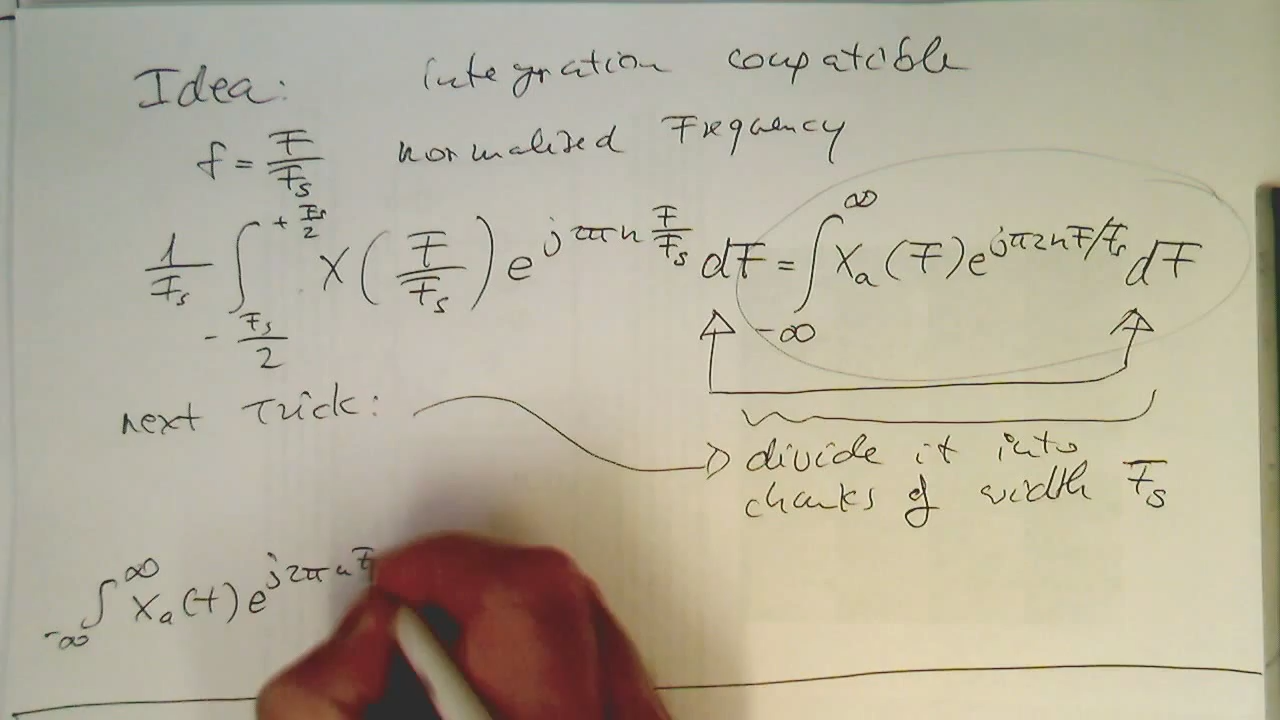 Idea: integration compatible
f = F/Fs normalized Frequency
1/Fs ∫_{-Fs/2}^{+Fs/2} X(F/Fs) e^{j2πn F/Fs} dF = ∫_{-∞}^{∞} Xa(F) e^{jπ2nF/Fs} dF
next Trick: divide it into
chunks of width Fs
∫_{-∞}^{∞} Xa(t) e^{j2πnF